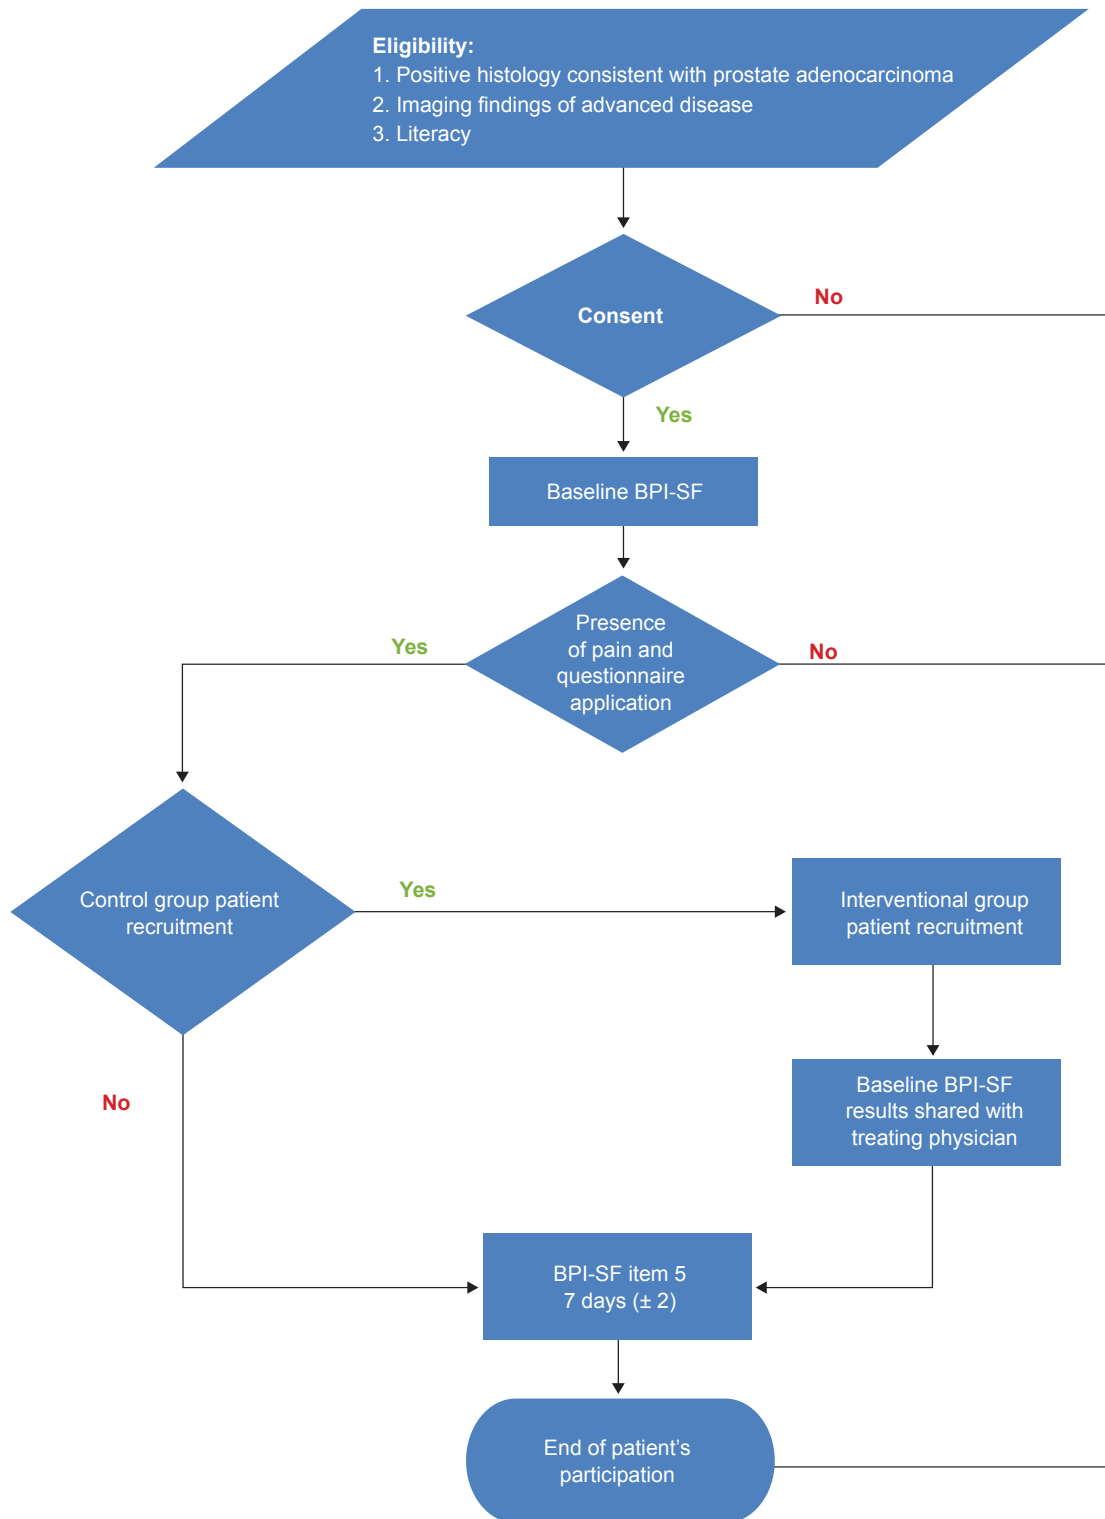 Eligibility:
1. Positive histology consistent with prostate adenocarcinoma
2. Imaging findings of advanced disease
3. Literacy
Consent
No
Yes
Baseline BPI-SF
Presence
of pain and
questionnaire
application
Yes
No
Control group patient
recruitment
Yes
Interventional group
patient recruitment
No
Baseline BPI-SF
results shared with
treating physician
BPI-SF item 5
7 days (± 2)
End of patient's
participation